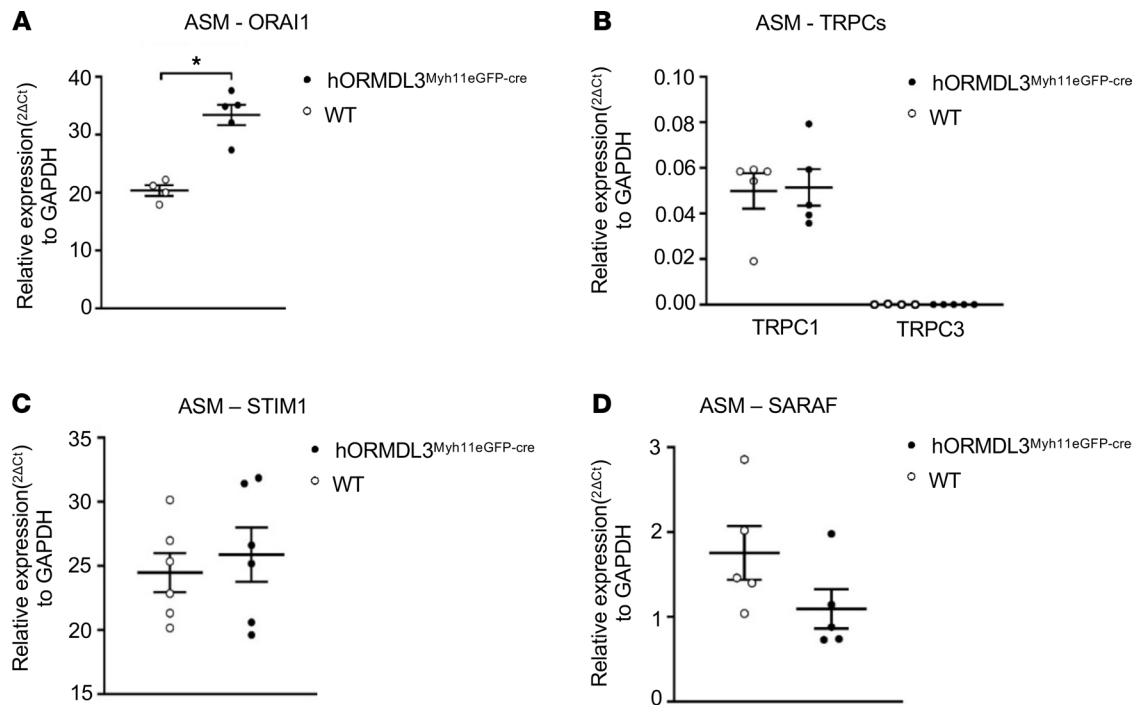 A
ASM - ORAI1
Relative expression(2ΔCt)
to GAPDH
40
30
20
10
0
*
hORMDL3Myh11eGFP-cre
WT
B
ASM - TRPCs
Relative expression(2ΔCt)
to GAPDH
0.10
0.08
0.06
0.04
0.02
0.00
TRPC1
TRPC3
hORMDL3Myh11eGFP-cre
WT
C
ASM – STIM1
Relative expression(2ΔCt)
to GAPDH
35
30
25
20
15
hORMDL3Myh11eGFP-cre
WT
D
ASM – SARAF
Relative expression(2ΔCt)
to GAPDH
3
2
1
0
hORMDL3Myh11eGFP-cre
WT